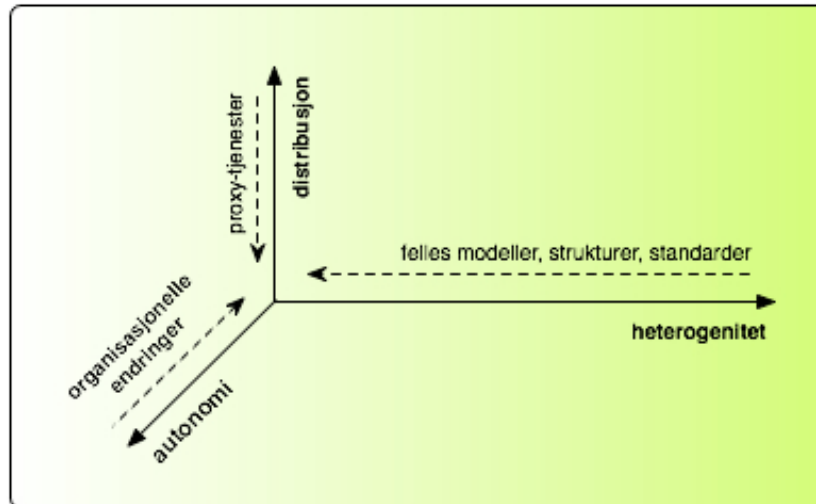 distribusjon
proxy-tjenester
felles modeller, strukturer, standarder
heterogenitet
organisasjonelle
endringer
autonomi